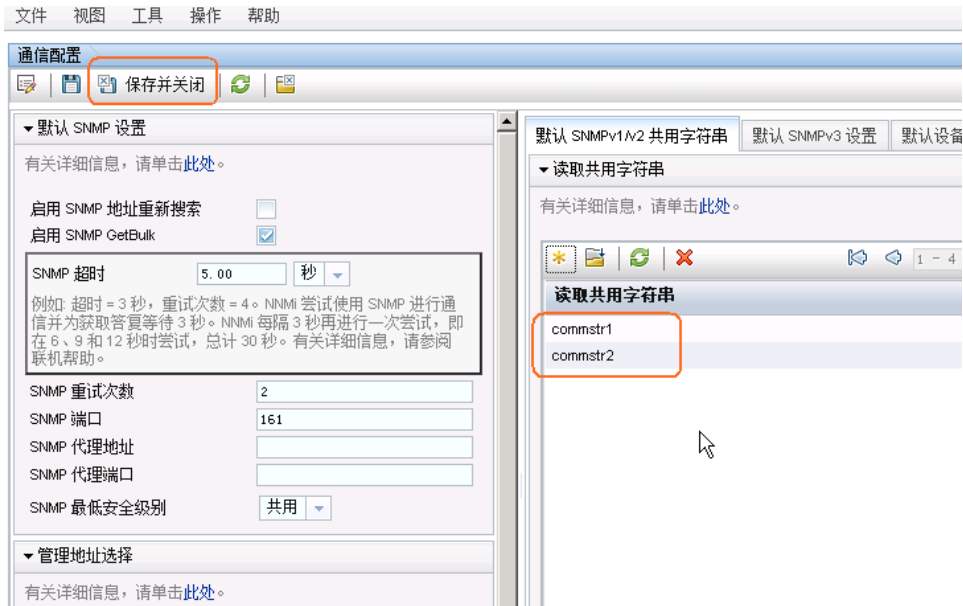 文件 视图 工具 操作 帮助
通信配置
保存并关闭
默认 SNMP 设置
有关详细信息，请单击此处。
启用 SNMP 地址重新搜索
启用 SNMP GetBulk
SNMP 超时 5.00 秒
例如: 超时 = 3 秒，重试次数 = 4。NNMi 尝试使用 SNMP 进行通
信并为获取答复等待 3 秒。NNMi 每隔 3 秒再进行一次尝试，即
在 6、9 和 12 秒时尝试，总计 30 秒。有关详细信息，请参阅
联机帮助。
SNMP 重试次数 2
SNMP 端口 161
SNMP 代理地址
SNMP 代理端口
SNMP 最低安全级别 共用
管理地址选择
有关详细信息，请单击此处。
默认 SNMPv1/v2 共用字符串 默认 SNMPv3 设置 默认设备
读取共用字符串
有关详细信息，请单击此处。
1 - 4
读取共用字符串
commstr1
commstr2